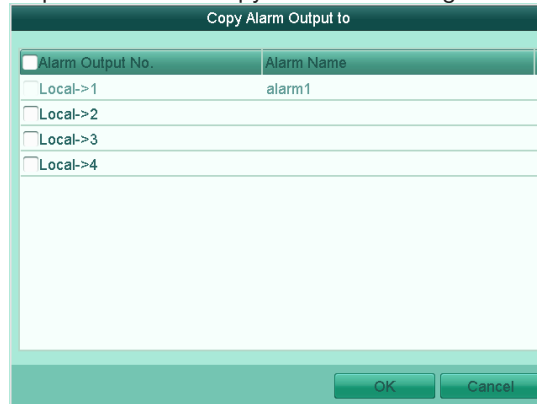 Copy Alarm Output to
Alarm Output No. Alarm Name
Local->1 alarm1
Local->2
Local->3
Local->4
OK Cancel